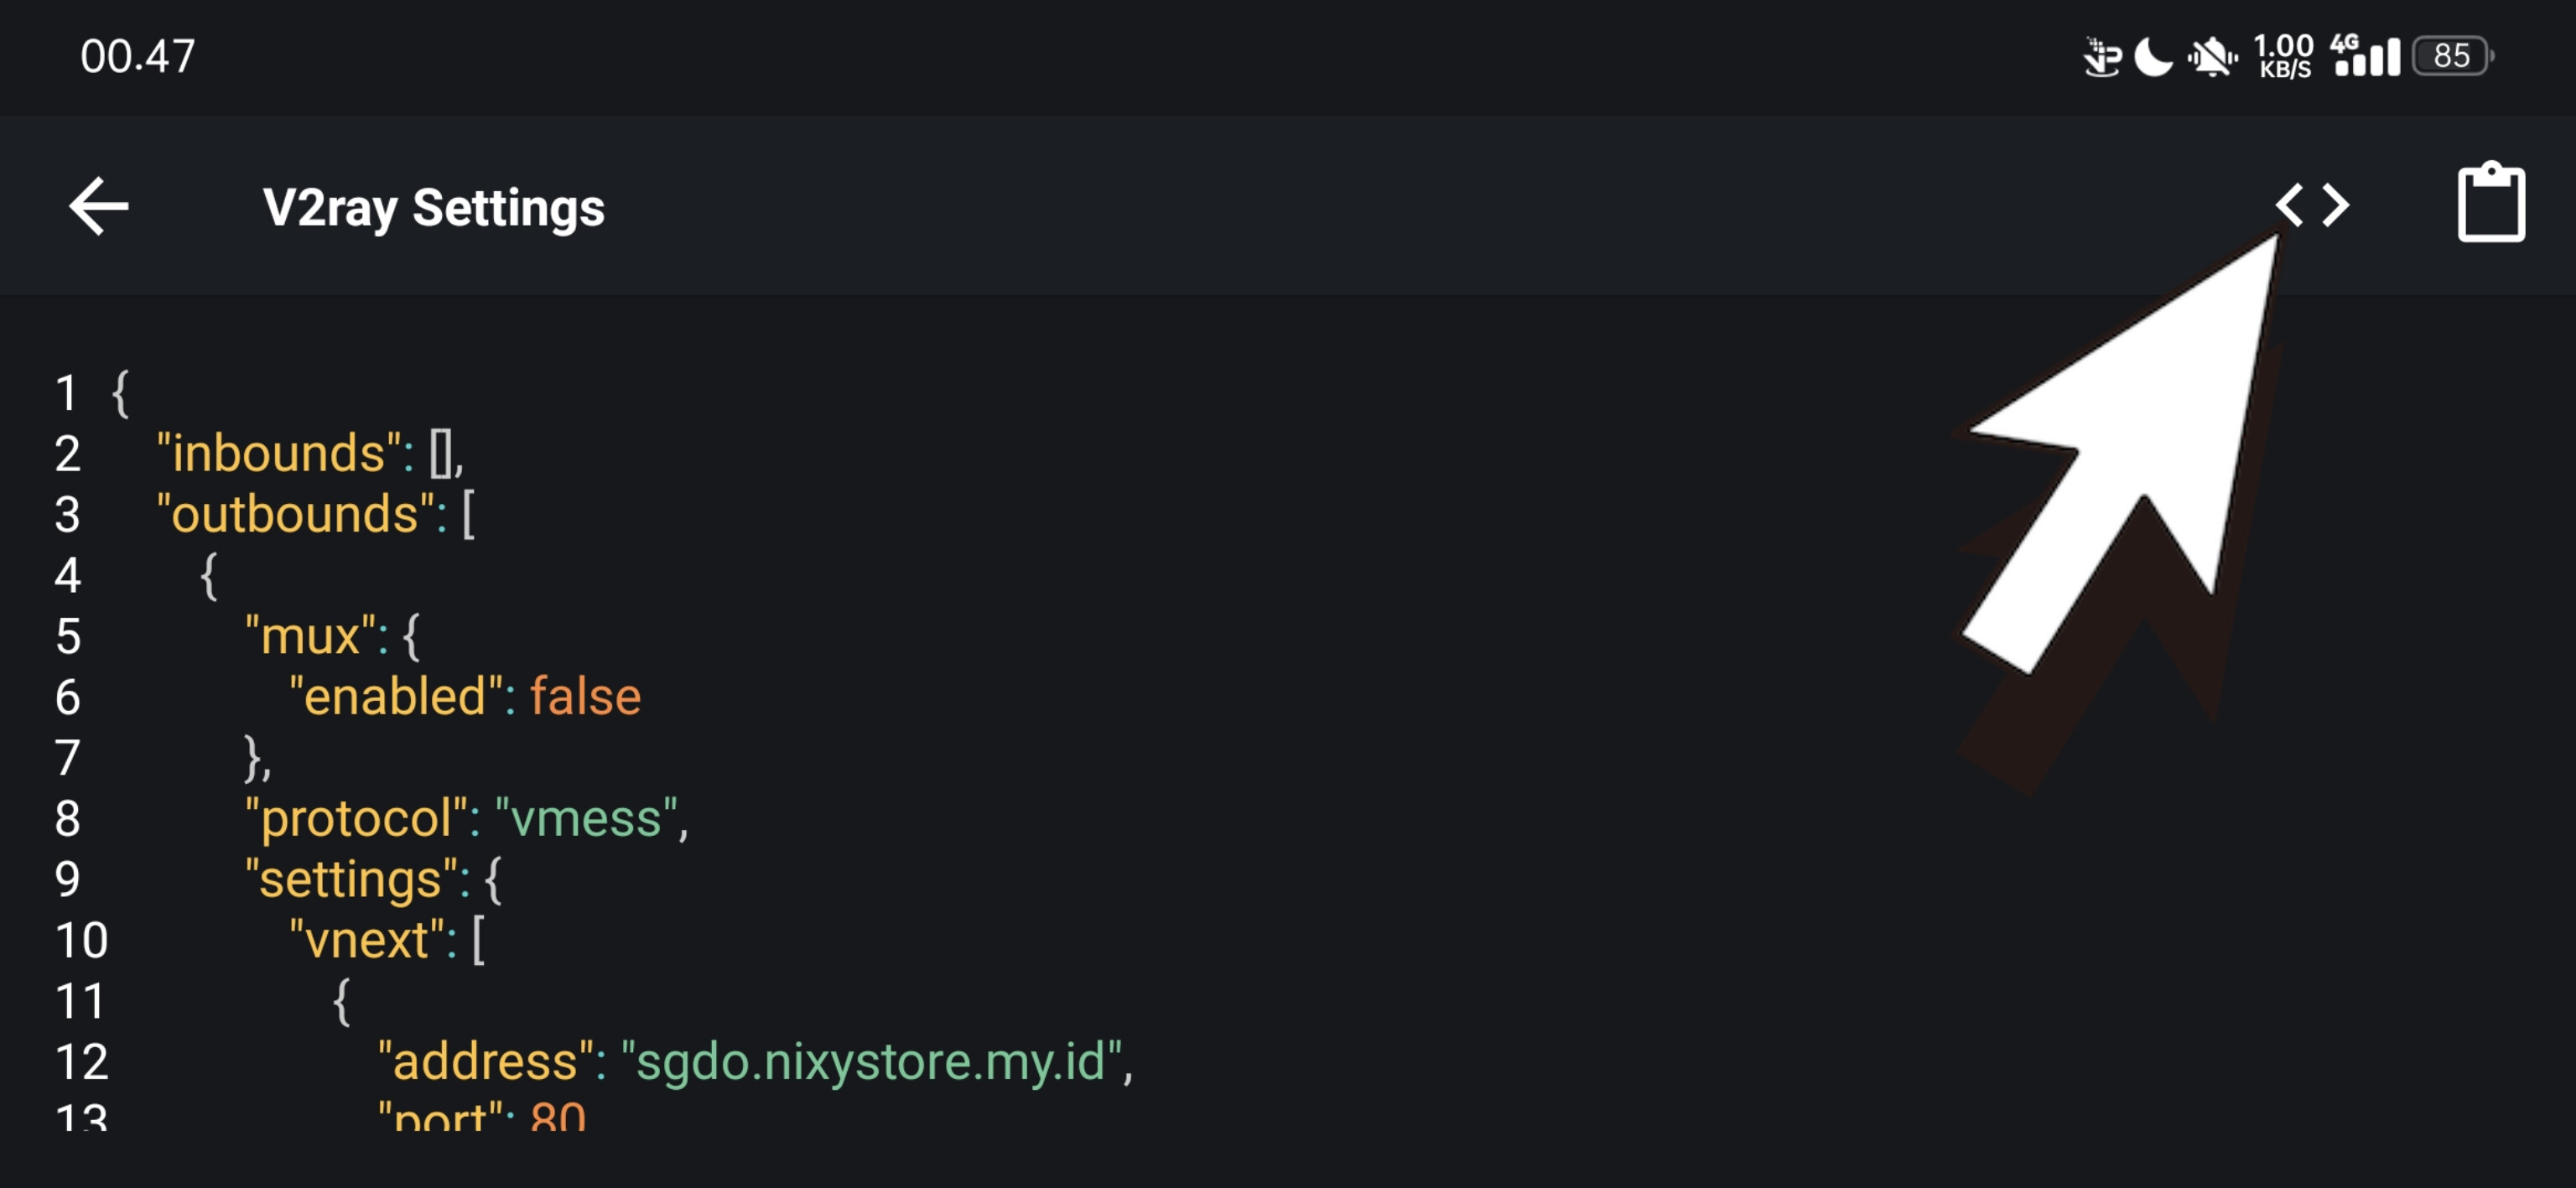 00.47
1.00 KB/S 4G 85
V2ray Settings
1 {
2 "inbounds": [],
3 "outbounds": [
4 {
5 "mux": {
6 "enabled": false
7 },
8 "protocol": "vmess",
9 "settings": {
10 "vnext": [
11 {
12 "address": "sgdo.nixystore.my.id",
13 "port": 80